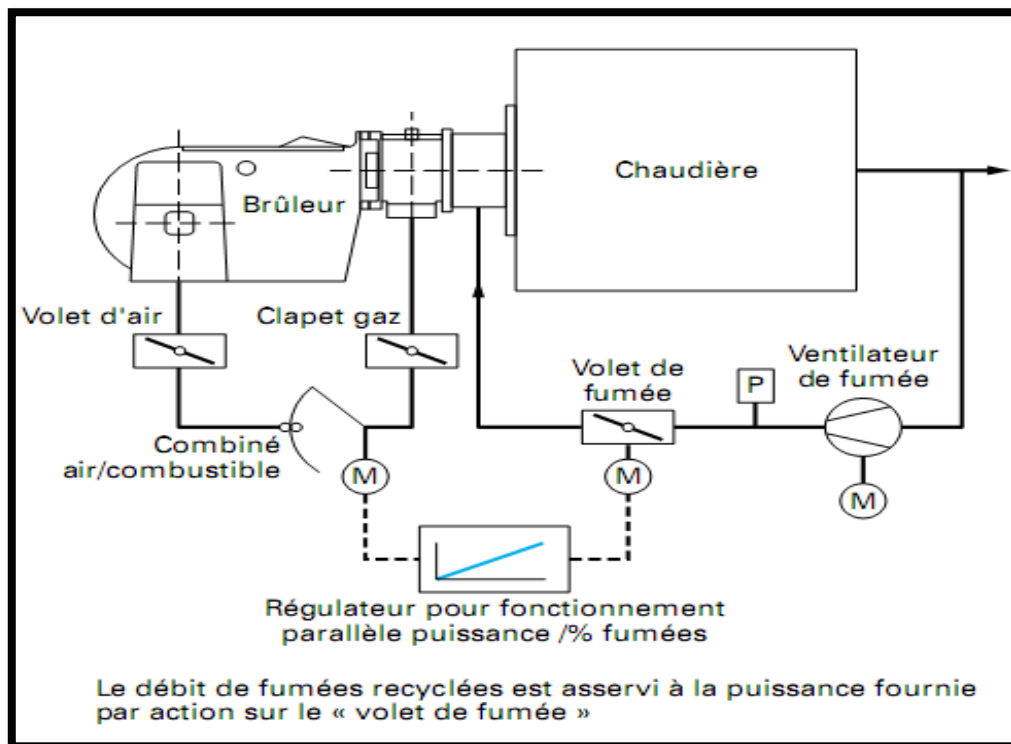 Chaudière
Brûleur
Volet d'air
Clapet gaz
Volet de
fumée
P
Ventilateur
de fumée
Combiné
air/combustible
M
M
M
Régulateur pour fonctionnement
parallèle puissance /% fumées
Le débit de fumées recyclées est asservi à la puissance fournie
par action sur le « volet de fumée »